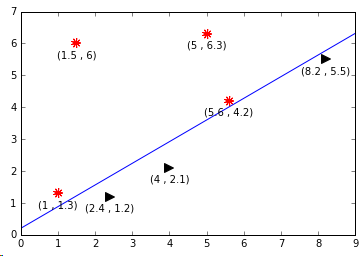 7
6
5
4
3
2
1
0
(1.5 , 6)
(5 , 6.3)
(8.2 , 5.5)
(5.6 , 4.2)
(4 , 2.1)
(1 , 1.3)
(2.4 , 1.2)
0 1 2 3 4 5 6 7 8 9